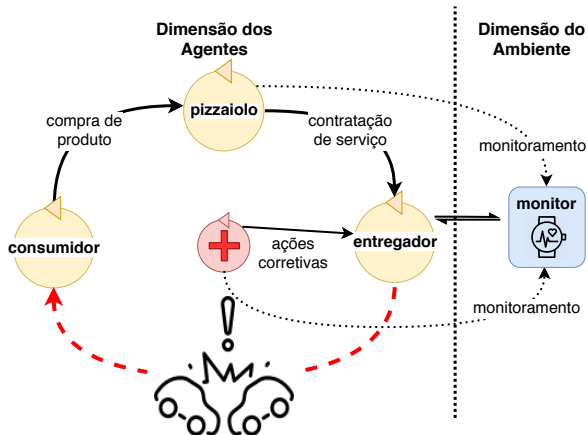 Dimensão dos
Agentes
Dimensão do
Ambiente
pizzaiolo
compra de
produto
contratação
de serviço
monitoramento
monitor
consumidor
entregador
ações
corretivas
monitoramento